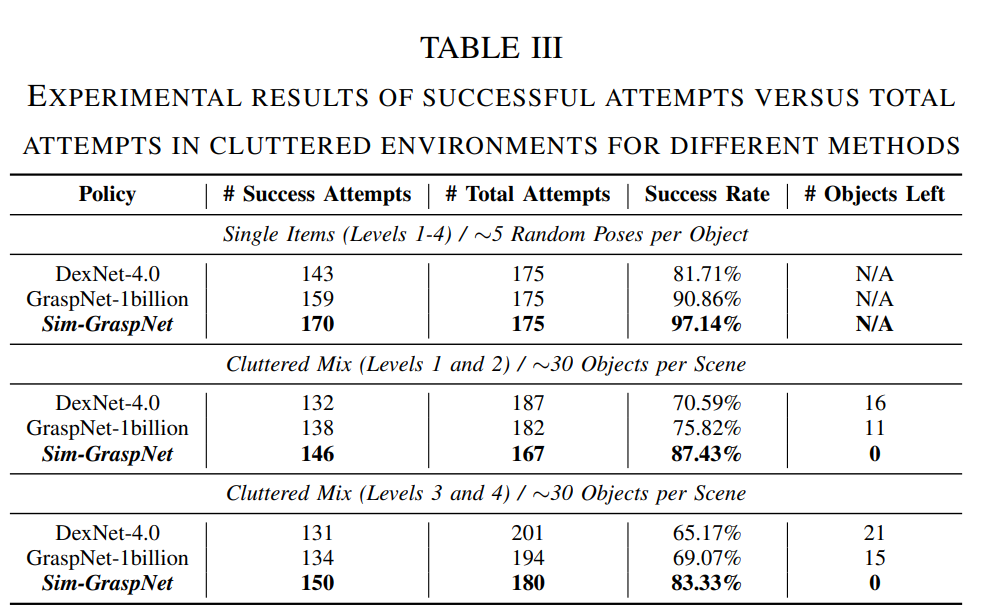 TABLE III
EXPERIMENTAL RESULTS OF SUCCESSFUL ATTEMPTS VERSUS TOTAL
ATTEMPTS IN CLUTTERED ENVIRONMENTS FOR DIFFERENT METHODS
Policy # Success Attempts # Total Attempts Success Rate # Objects Left
Single Items (Levels 1-4) / ∼5 Random Poses per Object
DexNet-4.0 143 175 81.71% N/A
GraspNet-1billion 159 175 90.86% N/A
Sim-GraspNet 170 175 97.14% N/A
Cluttered Mix (Levels 1 and 2) / ∼30 Objects per Scene
DexNet-4.0 132 187 70.59% 16
GraspNet-1billion 138 182 75.82% 11
Sim-GraspNet 146 167 87.43% 0
Cluttered Mix (Levels 3 and 4) / ∼30 Objects per Scene
DexNet-4.0 131 201 65.17% 21
GraspNet-1billion 134 194 69.07% 15
Sim-GraspNet 150 180 83.33% 0